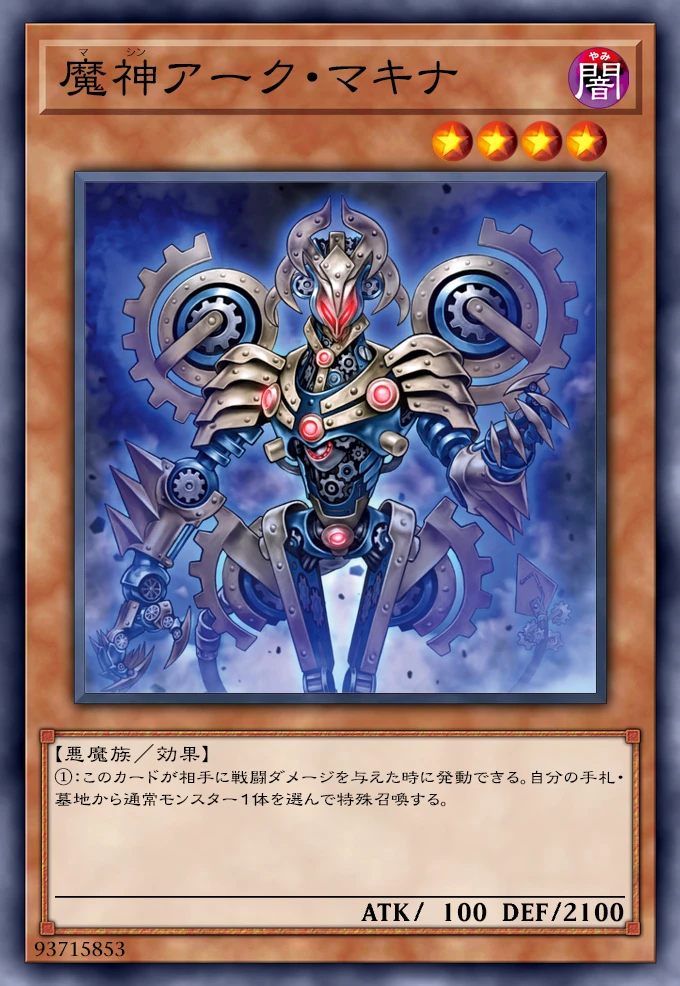 マ シン
魔神アーク・マキナ
やみ
闇
【悪魔族／効果】
①：このカードが相手に戦闘ダメージを与えた時に発動できる。自分の手札・
墓地から通常モンスター１体を選んで特殊召喚する。
ATK/ 100 DEF/2100
93715853